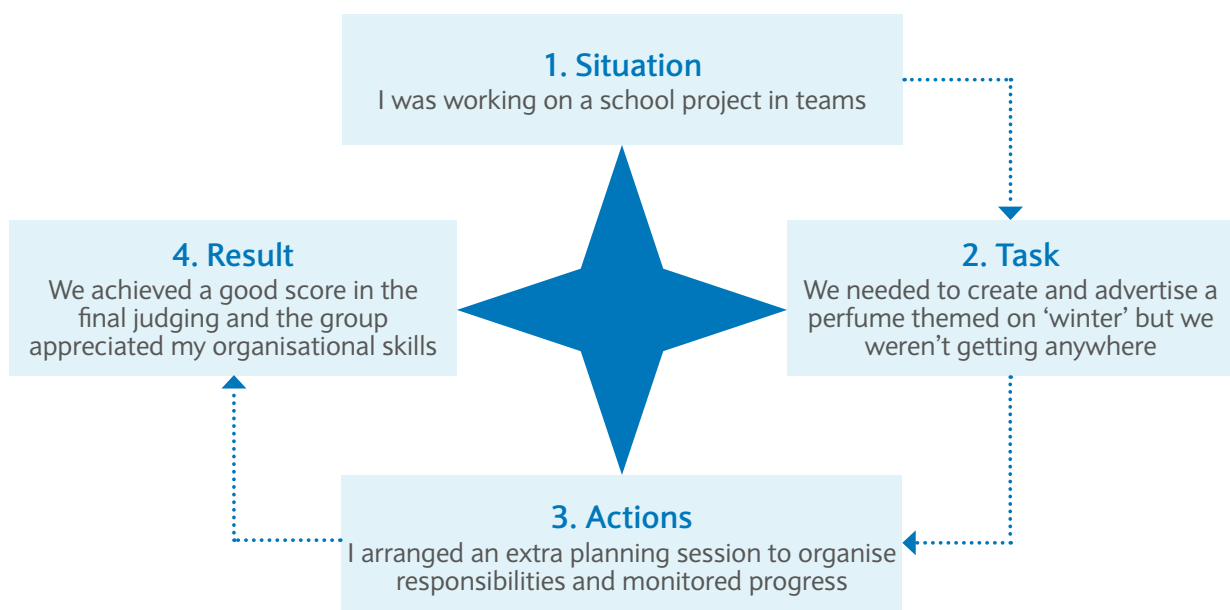 1. Situation
I was working on a school project in teams
2. Task
We needed to create and advertise a
perfume themed on ‘winter’ but we
weren’t getting anywhere
3. Actions
I arranged an extra planning session to organise
responsibilities and monitored progress
4. Result
We achieved a good score in the
final judging and the group
appreciated my organisational skills